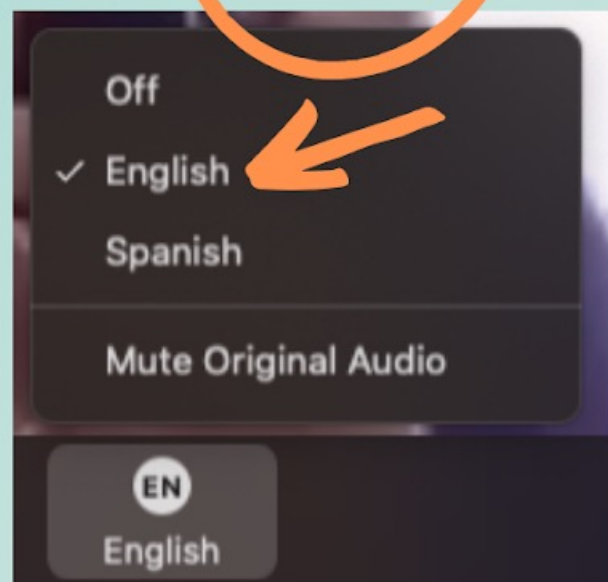 Off
✓ English
Spanish
Mute Original Audio
EN
English